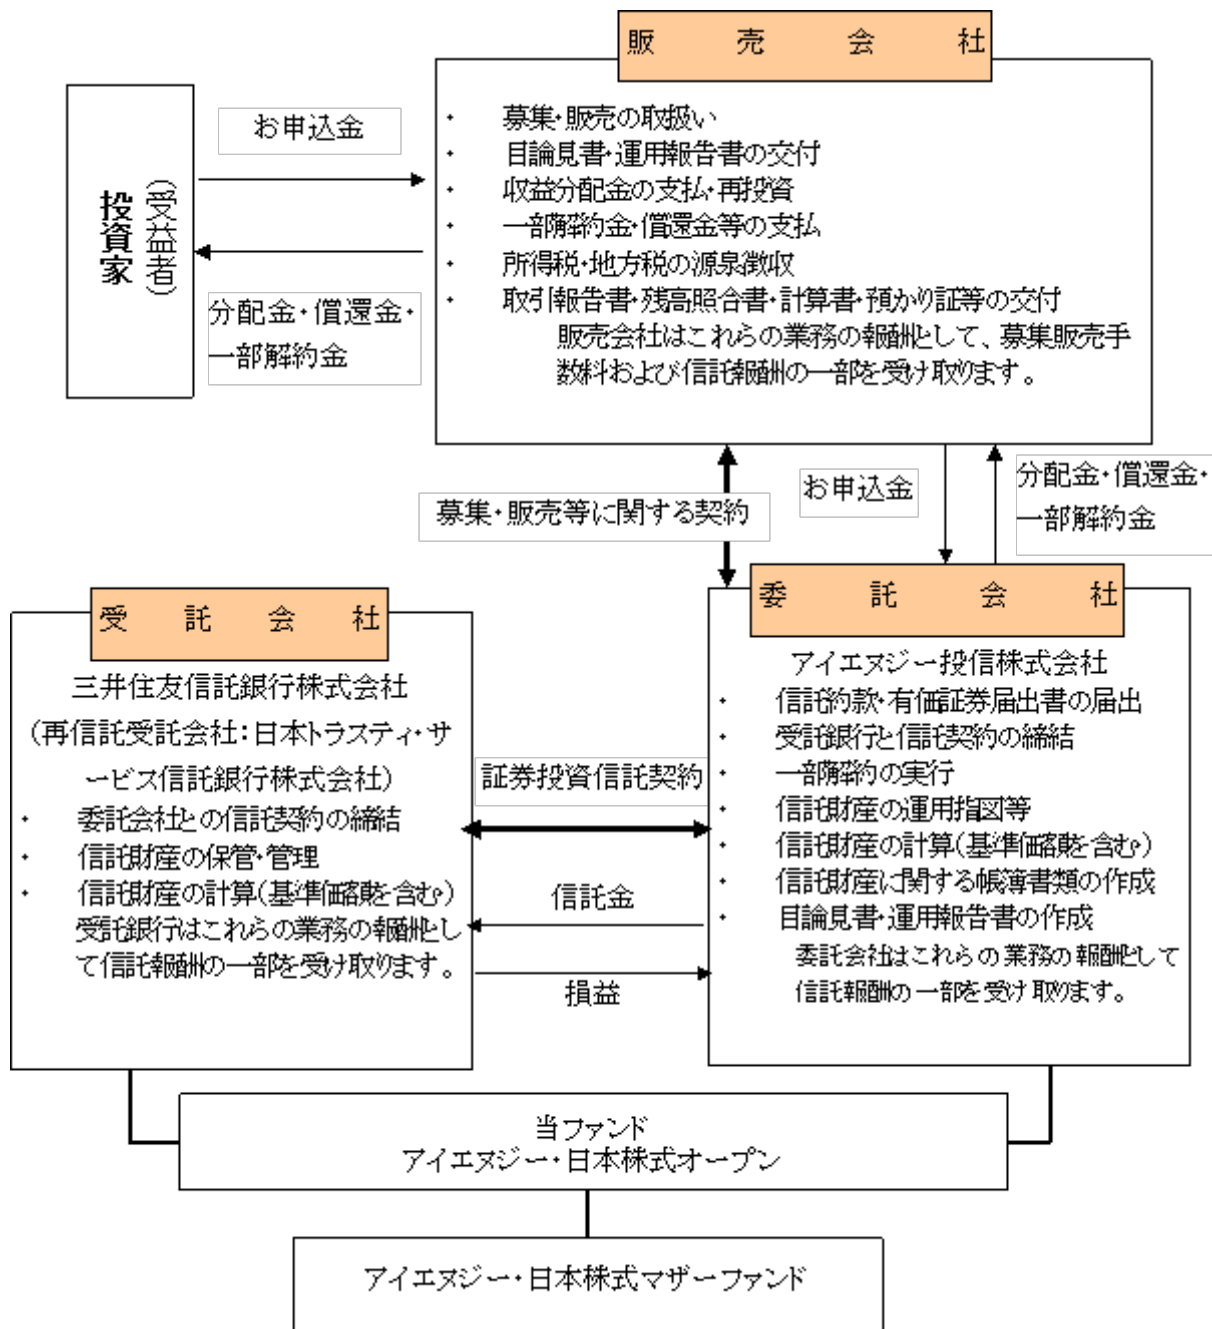 販売会社
投資家
(受益者)
お申込金
分配金・償還金・
一部解約金
・ 募集・販売の取扱い
・ 目論見書・運用報告書の交付
・ 収益分配金の支払・再投資
・ 一部解約金・償還金等の支払
・ 所得税・地方税の源泉徴収
・ 取引報告書・残高照合書・計算書・預かり証等の交付
販売会社はこれらの業務の報酬として、募集販売手
数料および信託報酬の一部を受け取ります。
募集・販売等に関する契約
お申込金
分配金・償還金・
一部解約金
受託会社
三井住友信託銀行株式会社
(再信託受託会社:日本トラスティ・サ
ービス信託銀行株式会社)
・ 委託会社との信託契約の締結
・ 信託財産の保管・管理
・ 信託財産の計算(基準価額を含む)
受託銀行はこれらの業務の報酬とし
て信託報酬の一部を受け取ります。
証券投資信託契約
信託金
損益
委託会社
アイエヌジー投信株式会社
・ 信託約款・有価証券届出書の届出
・ 受託銀行と信託契約の締結
・ 一部解約の実行
・ 信託財産の運用指図等
・ 信託財産の計算(基準価額を含む)
・ 信託財産に関する帳簿書類の作成
・ 目論見書・運用報告書の作成
委託会社はこれらの業務の報酬として
信託報酬の一部を受け取ります。
当ファンド
アイエヌジー・日本株式オープン
アイエヌジー・日本株式マザーファンド